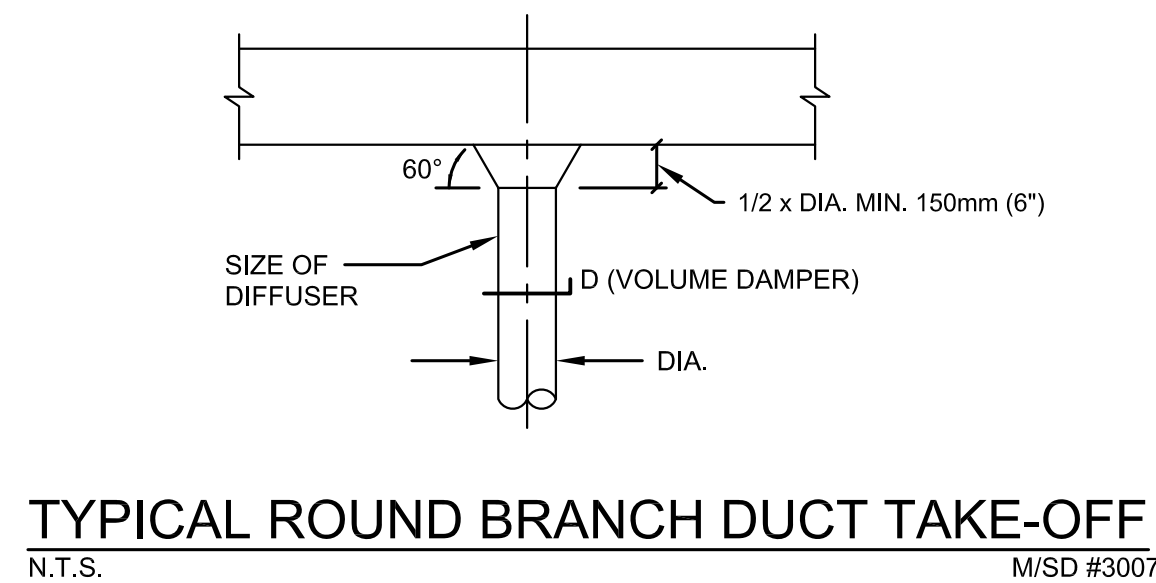 60°
1/2 x DIA. MIN. 150mm (6")
SIZE OF
DIFFUSER
D (VOLUME DAMPER)
DIA.
TYPICAL ROUND BRANCH DUCT TAKE-OFF
N.T.S.
M/SD #3007